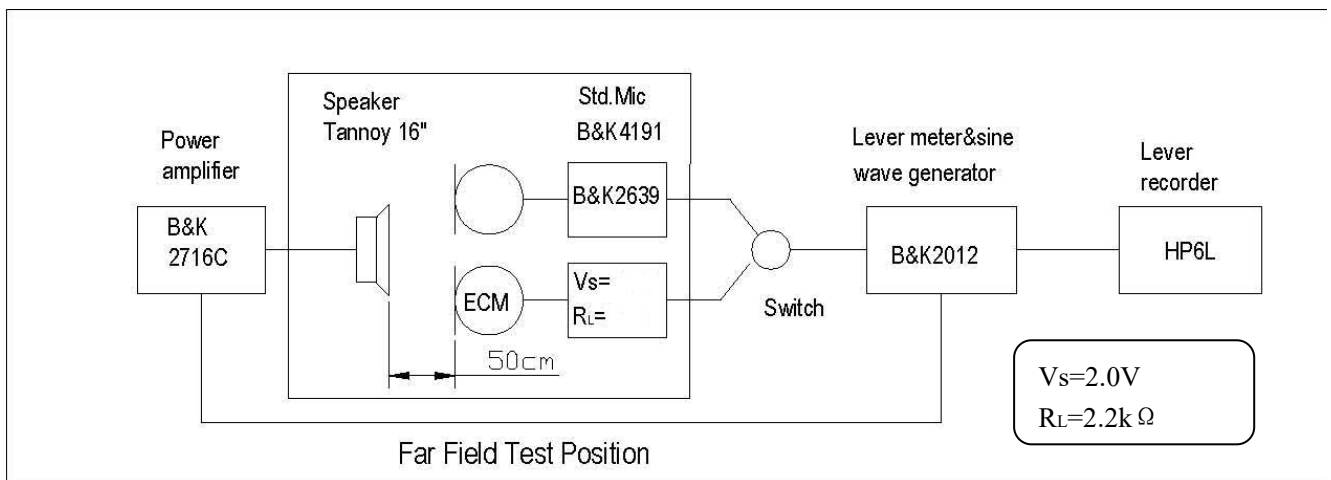 Power
amplifier
B&K
2716C
Speaker
Tannoy 16"
Std.Mic
B&K4191
B&K2639
ECM
Vs=
RL=
50cm
Switch
Lever meter&sine
wave generator
B&K2012
Lever
recorder
HP6L
Vs=2.0V
RL=2.2kΩ
Far Field Test Position